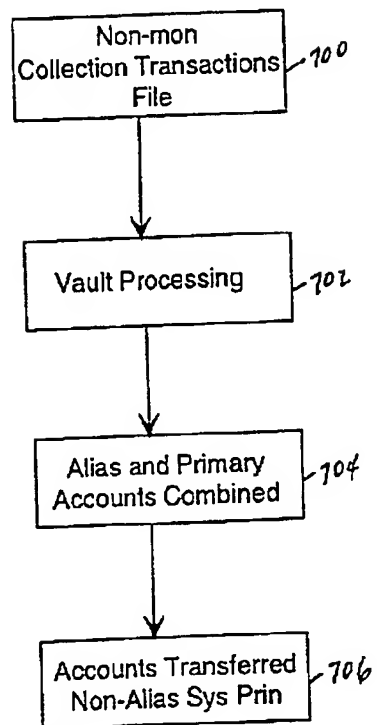 Non-mon
Collection Transactions
File
700
Vault Processing
702
Alias and Primary
Accounts Combined
704
Accounts Transferred
Non-Alias Sys Prin
706